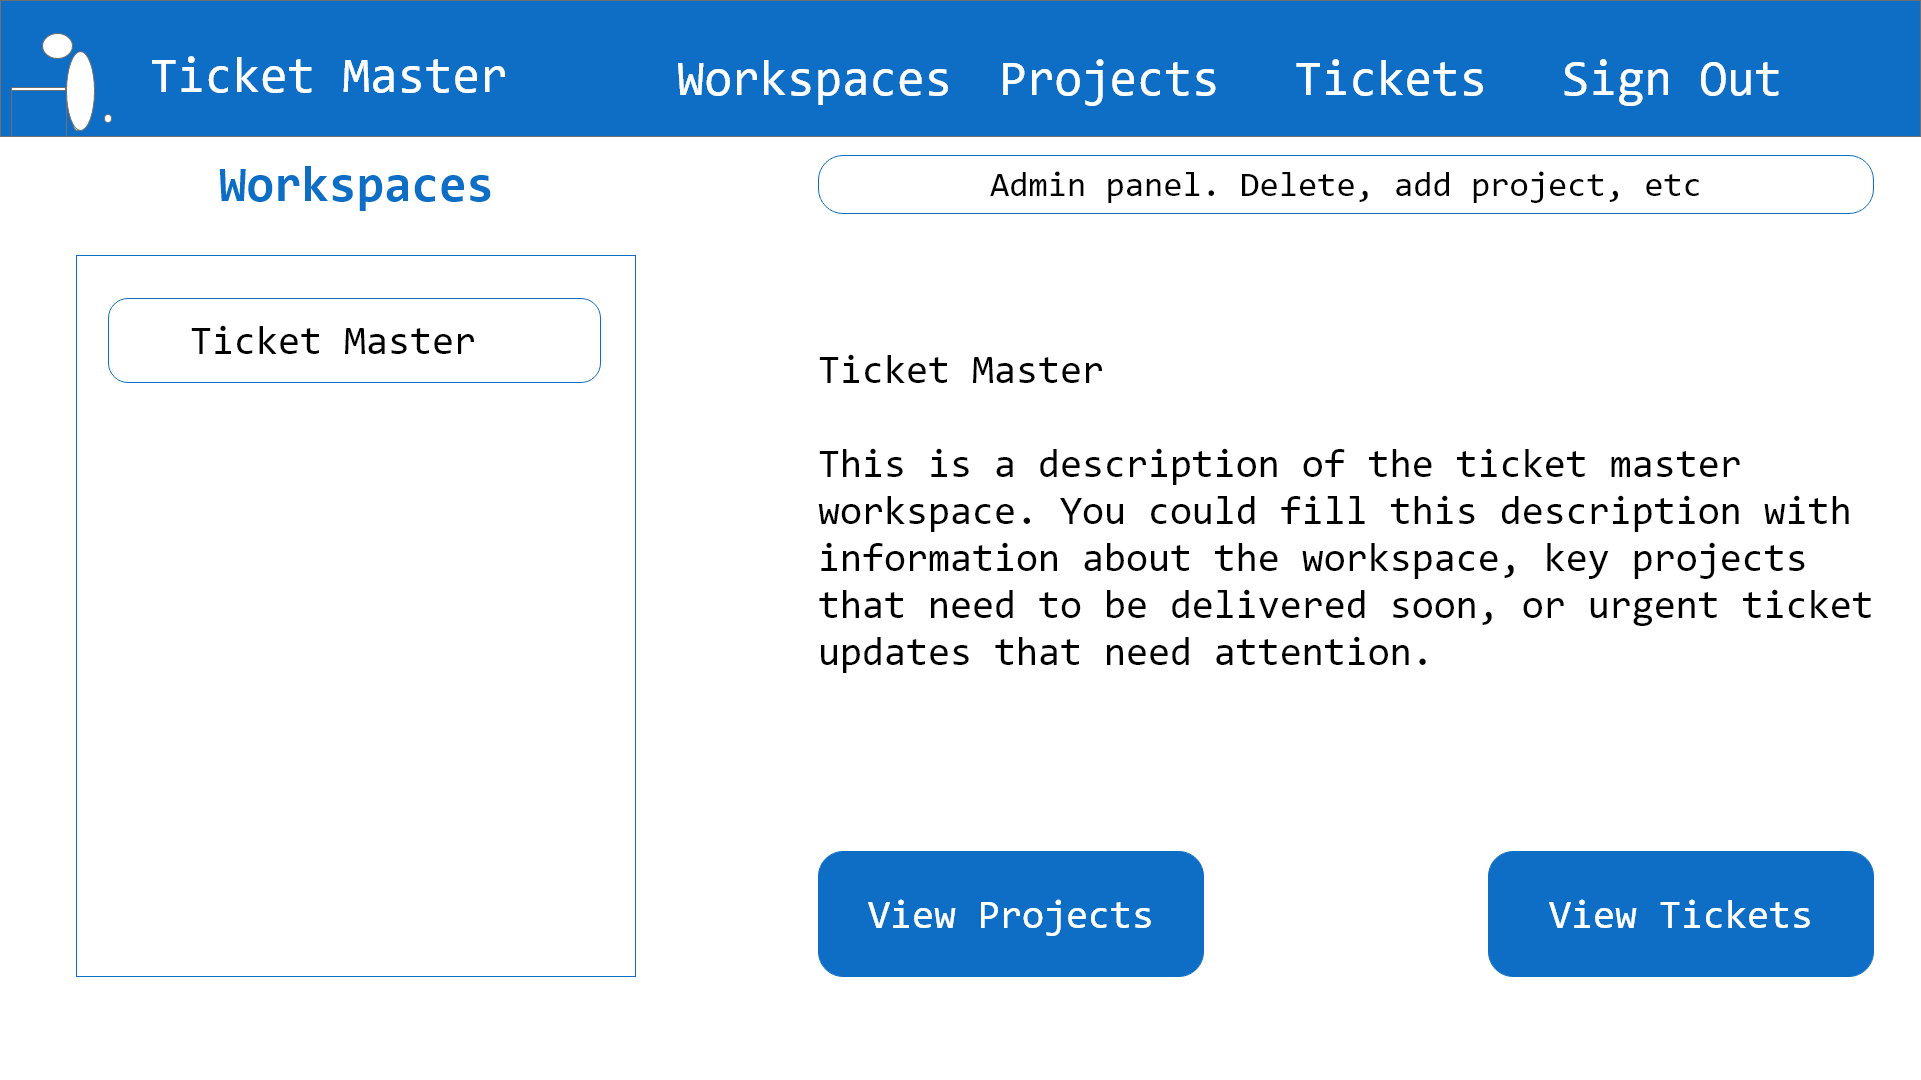 Ticket Master
Workspaces
Projects
Tickets
Sign Out
Workspaces
Admin panel. Delete, add project, etc
Ticket Master
Ticket Master
This is a description of the ticket master
workspace. You could fill this description with
information about the workspace, key projects
that need to be delivered soon, or urgent ticket
updates that need attention.
View Projects
View Tickets